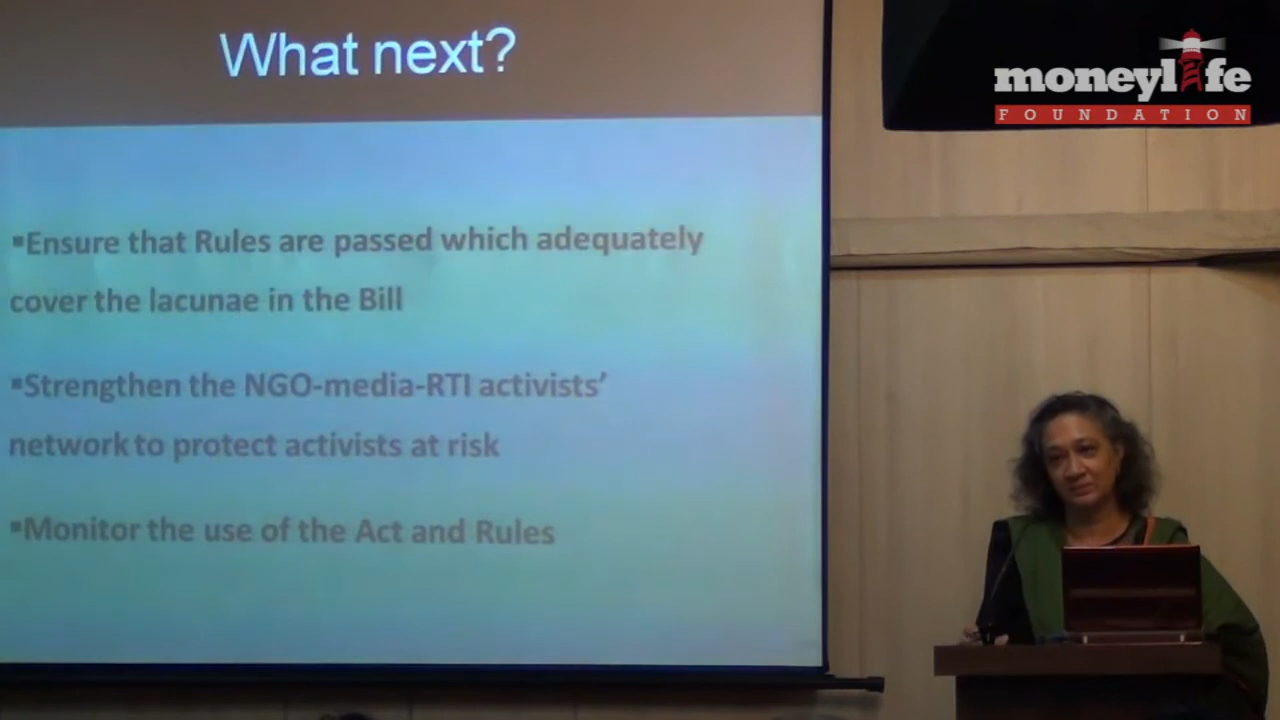 What next?
moneylife
FOUNDATION
▪Ensure that Rules are passed which adequately
cover the lacunae in the Bill
▪Strengthen the NGO-media-RTI activists’
network to protect activists at risk
▪Monitor the use of the Act and Rules